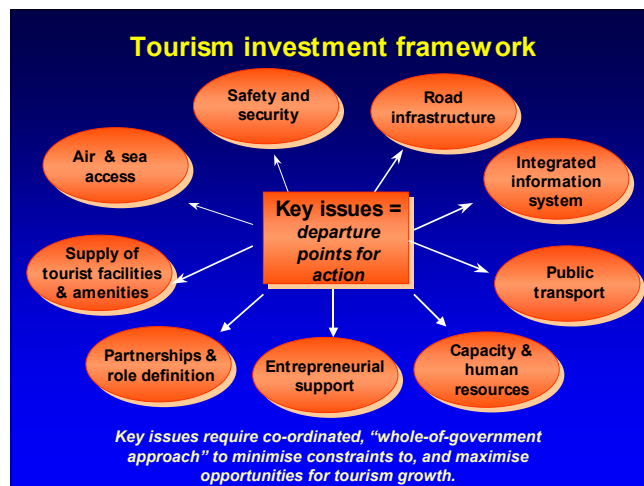 Tourism investment framework
Safety and
security
Road
infrastructure
Air & sea
access
Integrated
information
system
Key issues =
departure
points for
action
Supply of
tourist facilities
& amenities
Public
transport
Partnerships &
role definition
Entrepreneurial
support
Capacity &
human
resources
Key issues require co-ordinated, “whole-of-government
approach” to minimise constraints to, and maximise
opportunities for tourism growth.